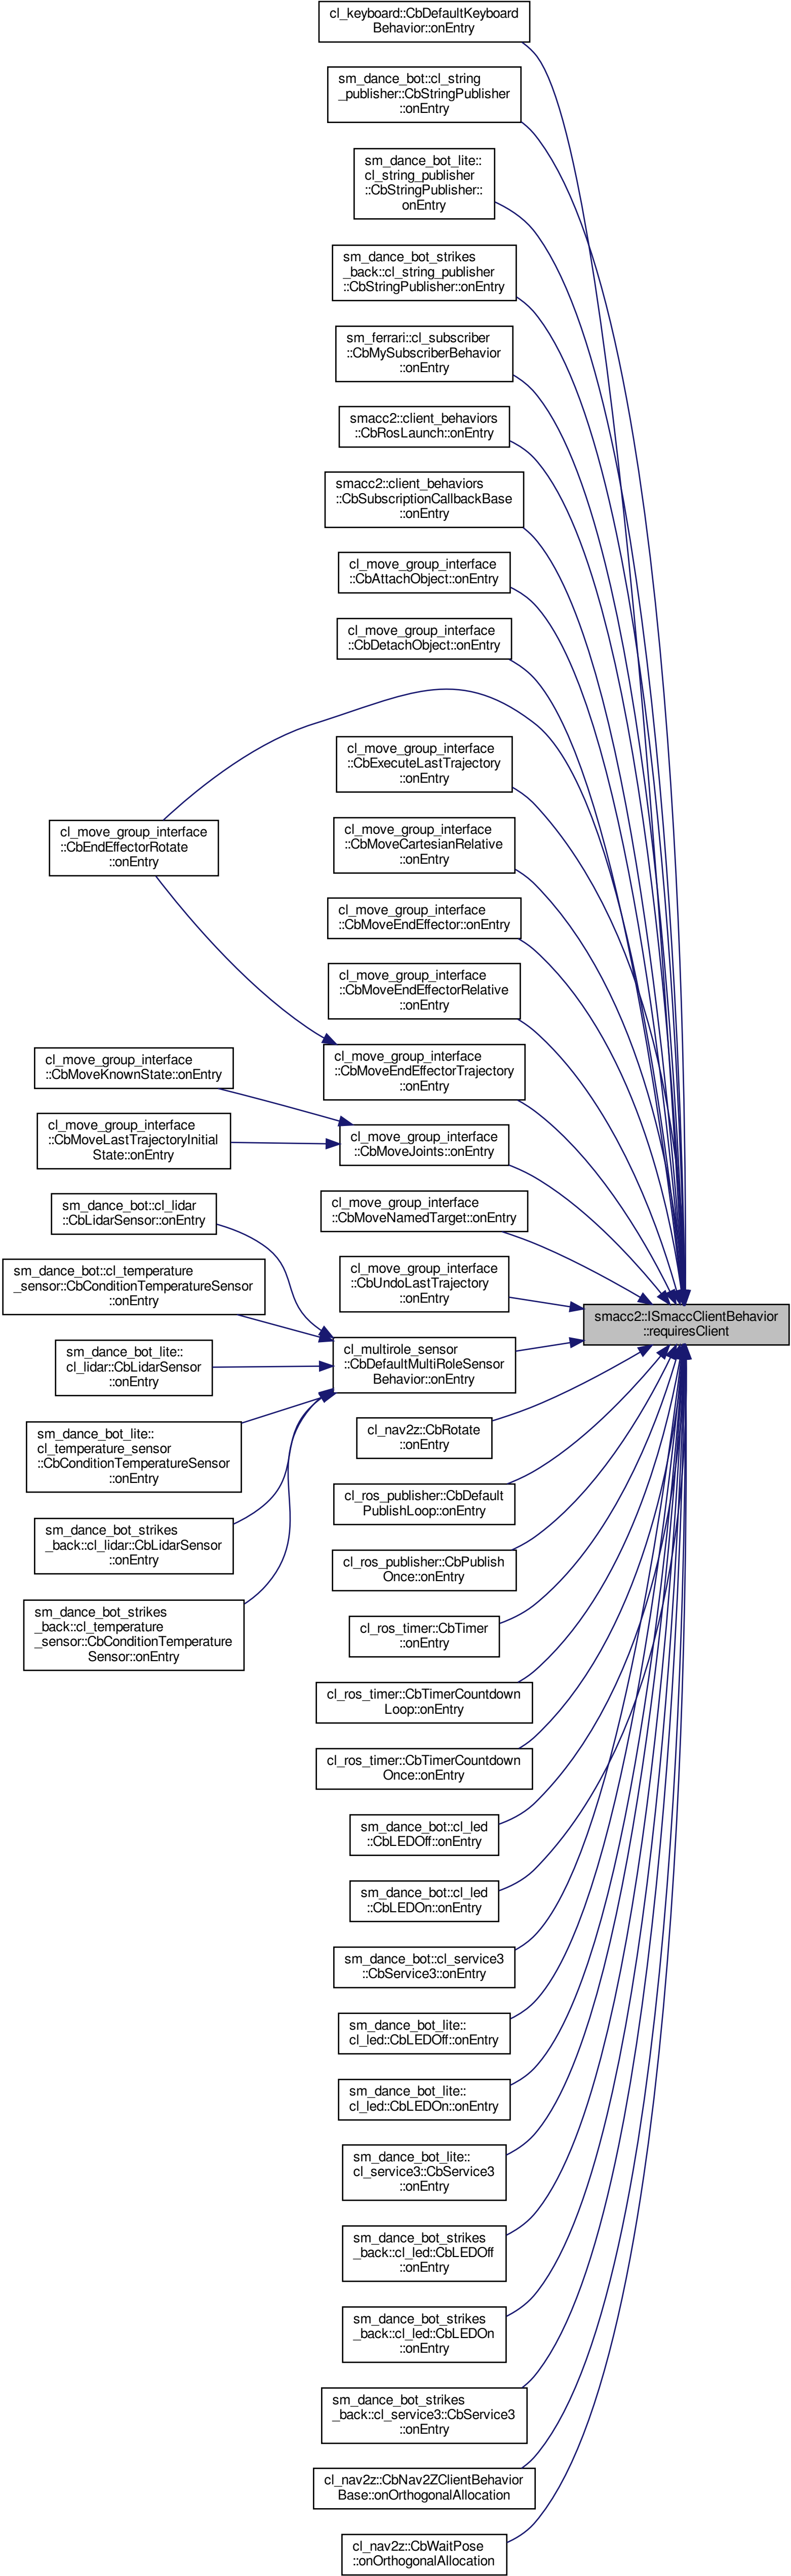 cl_keyboard::CbDefaultKeyboard
Behavior::onEntry
sm_dance_bot::cl_string
_publisher::CbStringPublisher
::onEntry
sm_dance_bot_lite::
cl_string_publisher
::CbStringPublisher::
onEntry
sm_dance_bot_strikes
_back::cl_string_publisher
::CbStringPublisher::onEntry
sm_ferrari::cl_subscriber
::CbMySubscriberBehavior
::onEntry
smacc2::client_behaviors
::CbRosLaunch::onEntry
smacc2::client_behaviors
::CbSubscriptionCallbackBase
::onEntry
cl_move_group_interface
::CbAttachObject::onEntry
cl_move_group_interface
::CbDetachObject::onEntry
cl_move_group_interface
::CbExecuteLastTrajectory
::onEntry
cl_move_group_interface
::CbEndEffectorRotate
::onEntry
cl_move_group_interface
::CbMoveCartesianRelative
::onEntry
cl_move_group_interface
::CbMoveEndEffector::onEntry
cl_move_group_interface
::CbMoveEndEffectorRelative
::onEntry
cl_move_group_interface
::CbMoveEndEffectorTrajectory
::onEntry
cl_move_group_interface
::CbMoveKnownState::onEntry
cl_move_group_interface
::CbMoveLastTrajectoryInitial
State::onEntry
cl_move_group_interface
::CbMoveJoints::onEntry
cl_move_group_interface
::CbMoveNamedTarget::onEntry
sm_dance_bot::cl_lidar
::CbLidarSensor::onEntry
cl_move_group_interface
::CbUndoLastTrajectory
::onEntry
sm_dance_bot::cl_temperature
_sensor::CbConditionTemperatureSensor
::onEntry
smacc2::ISmaccClientBehavior
::requiresClient
cl_multirole_sensor
::CbDefaultMultiRoleSensor
Behavior::onEntry
sm_dance_bot_lite::
cl_lidar::CbLidarSensor
::onEntry
cl_nav2z::CbRotate
::onEntry
sm_dance_bot_lite::
cl_temperature_sensor
::CbConditionTemperatureSensor
::onEntry
cl_ros_publisher::CbDefault
PublishLoop::onEntry
sm_dance_bot_strikes
_back::cl_lidar::CbLidarSensor
::onEntry
cl_ros_publisher::CbPublish
Once::onEntry
sm_dance_bot_strikes
_back::cl_temperature
_sensor::CbConditionTemperature
Sensor::onEntry
cl_ros_timer::CbTimer
::onEntry
cl_ros_timer::CbTimerCountdown
Loop::onEntry
cl_ros_timer::CbTimerCountdown
Once::onEntry
sm_dance_bot::cl_led
::CbLEDOff::onEntry
sm_dance_bot::cl_led
::CbLEDOn::onEntry
sm_dance_bot::cl_service3
::CbService3::onEntry
sm_dance_bot_lite::
cl_led::CbLEDOff::onEntry
sm_dance_bot_lite::
cl_led::CbLEDOn::onEntry
sm_dance_bot_lite::
cl_service3::CbService3
::onEntry
sm_dance_bot_strikes
_back::cl_led::CbLEDOff
::onEntry
sm_dance_bot_strikes
_back::cl_led::CbLEDOn
::onEntry
sm_dance_bot_strikes
_back::cl_service3::CbService3
::onEntry
cl_nav2z::CbNav2ZClientBehavior
Base::onOrthogonalAllocation
cl_nav2z::CbWaitPose
::onOrthogonalAllocation